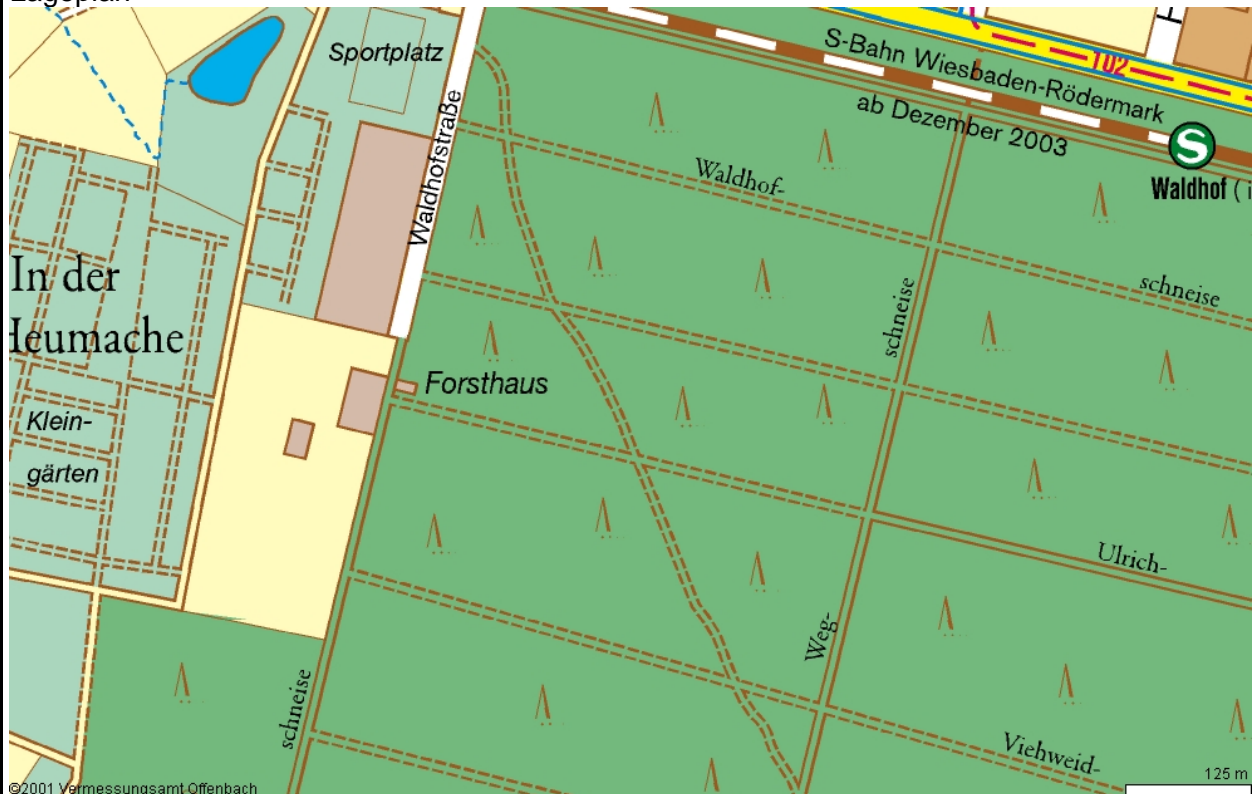 Sportplatz
S-Bahn Wiesbaden-Rödermark
102
ab Dezember 2003
S
Waldhof ( i
Waldhofstraße
Waldhof-
schneise
In der
Heumache
schneise
Forsthaus
Klein-
gärten
Ulrich-
Weg-
schneise
Viehweid-
125 m
©2001 Vermessungsamt Offenbach